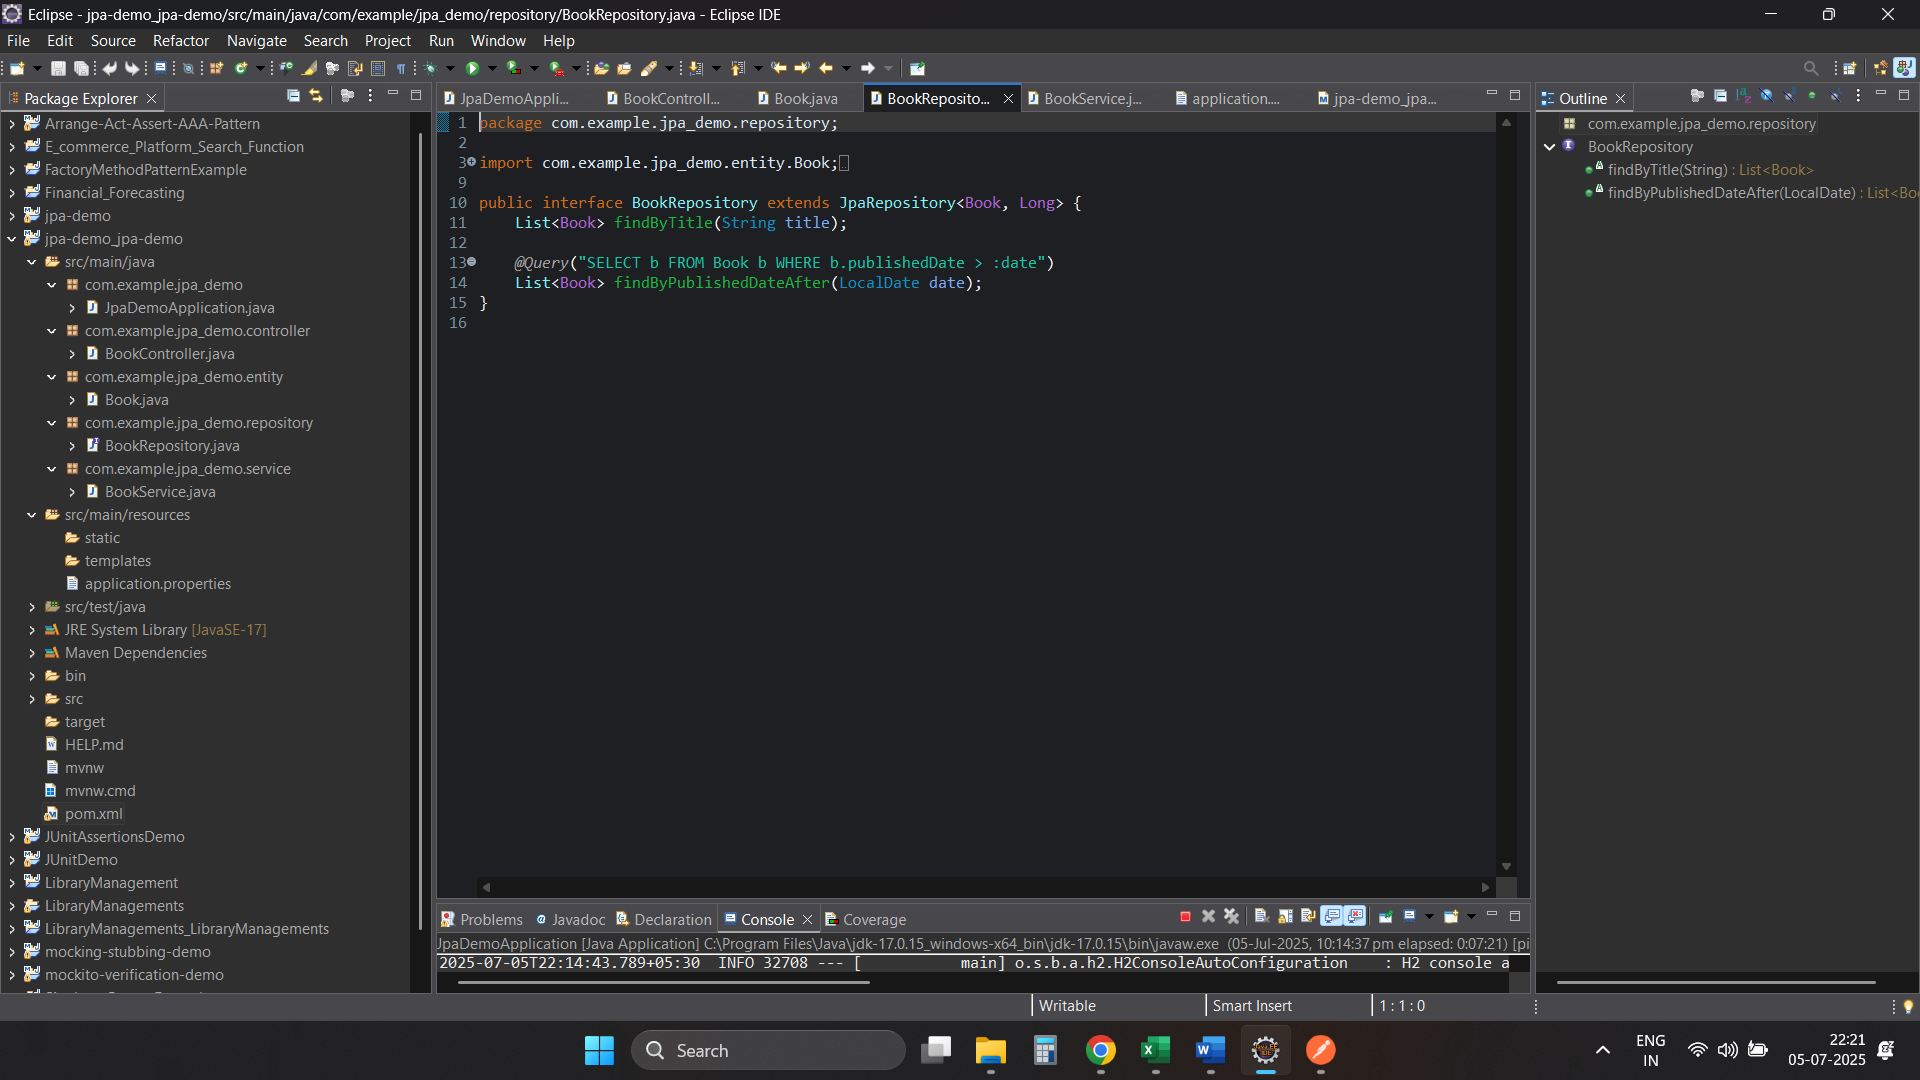 Eclipse - jpa-demo_jpa-demo/src/main/java/com/example/jpa_demo/repository/BookRepository.java - Eclipse IDE
File Edit Source Refactor Navigate Search Project Run Window Help
Package Explorer
Arrange-Act-Assert-AAA-Pattern
E_commerce_Platform_Search_Function
FactoryMethodPatternExample
Financial_Forecasting
jpa-demo
jpa-demo_jpa-demo
src/main/java
com.example.jpa_demo
JpaDemoApplication.java
com.example.jpa_demo.controller
BookController.java
com.example.jpa_demo.entity
Book.java
com.example.jpa_demo.repository
BookRepository.java
com.example.jpa_demo.service
BookService.java
src/main/resources
static
templates
application.properties
src/test/java
JRE System Library [JavaSE-17]
Maven Dependencies
bin
src
target
HELP.md
mvnw
mvnw.cmd
pom.xml
JUnitAssertionsDemo
JUnitDemo
LibraryManagement
LibraryManagements
LibraryManagements_LibraryManagements
mocking-stubbing-demo
mockito-verification-demo
JpaDemoAppli... BookControll... Book.java BookReposito... BookService.j... application.... jpa-demo_jpa...
1 package com.example.jpa_demo.repository;
2
3 import com.example.jpa_demo.entity.Book;
9
10 public interface BookRepository extends JpaRepository<Book, Long> {
11 List<Book> findByTitle(String title);
12
13 @Query("SELECT b FROM Book b WHERE b.publishedDate > :date")
14 List<Book> findByPublishedDateAfter(LocalDate date);
15 }
16
Outline
com.example.jpa_demo.repository
BookRepository
findByTitle(String) : List<Book>
findByPublishedDateAfter(LocalDate) : List<Bo
Problems Javadoc Declaration Console Coverage
JpaDemoApplication [Java Application] C:\Program Files\Java\jdk-17.0.15_windows-x64_bin\jdk-17.0.15\bin\javaw.exe (05-Jul-2025, 10:14:37 pm elapsed: 0:07:21) [pi
2025-07-05T22:14:43.789+05:30 INFO 32708 --- [ main] o.s.b.a.h2.H2ConsoleAutoConfiguration : H2 console a
Writable Smart Insert 1 : 1 : 0
Search
ENG
IN
22:21
05-07-2025